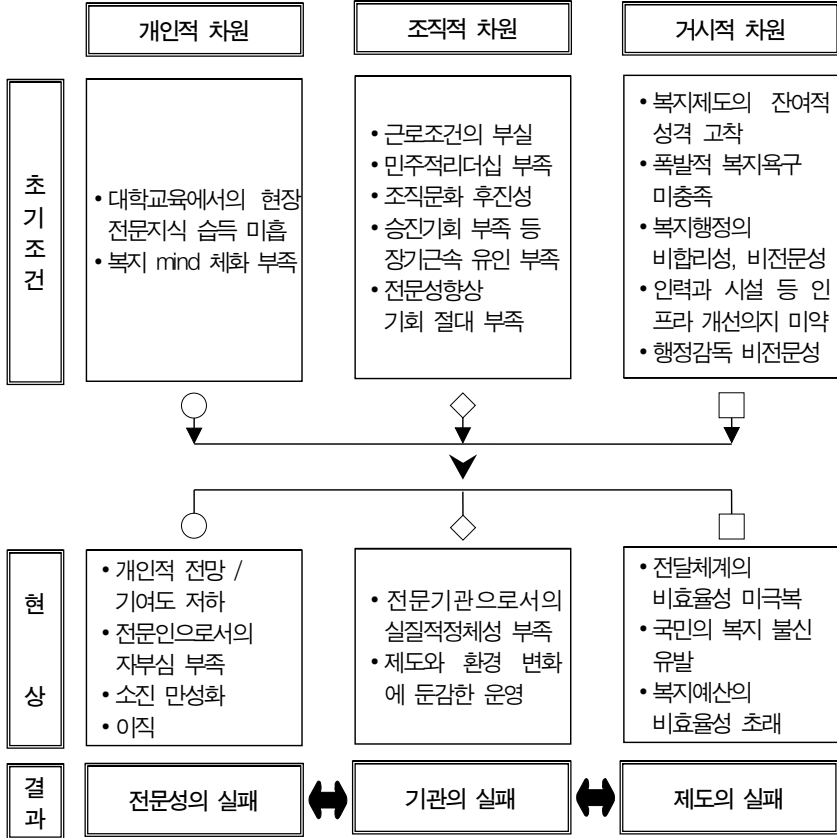 개인적 차원
조직적 차원
거시적 차원
초기조건
• 대학교육에서의 현장
전문지식 습득 미흡
• 복지 mind 체화 부족
• 근로조건의 부실
• 민주적리더십 부족
• 조직문화 후진성
• 승진기회 부족 등
장기근속 유인 부족
• 전문성향상
기회 절대 부족
• 복지제도의 잔여적
성격 고착
• 폭발적 복지욕구
미충족
• 복지행정의
비합리성, 비전문성
• 인력과 시설 등 인
프라 개선의지 미약
• 행정감독 비전문성
현상
• 개인적 전망 /
기여도 저하
• 전문인으로서의
자부심 부족
• 소진 만성화
• 이직
• 전문기관으로서의
실질적정체성 부족
• 제도와 환경 변화
에 둔감한 운영
• 전달체계의
비효율성 미극복
• 국민의 복지 불신
유발
• 복지예산의
비효율성 초래
결과
전문성의 실패
기관의 실패
제도의 실패